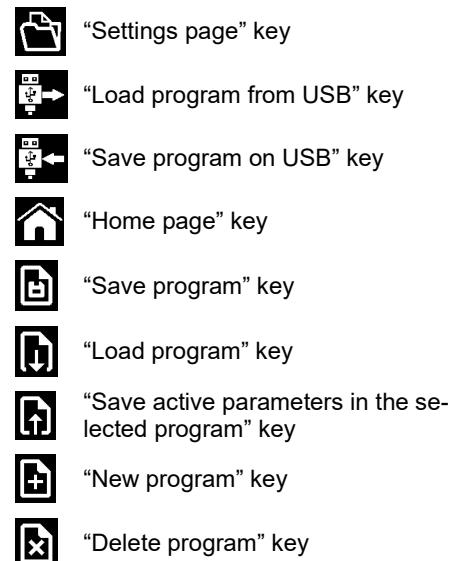 “Settings page” key
“Load program from USB” key
“Save program on USB” key
“Home page” key
“Save program” key
“Load program” key
“Save active parameters in the se-
lected program” key
“New program” key
“Delete program” key